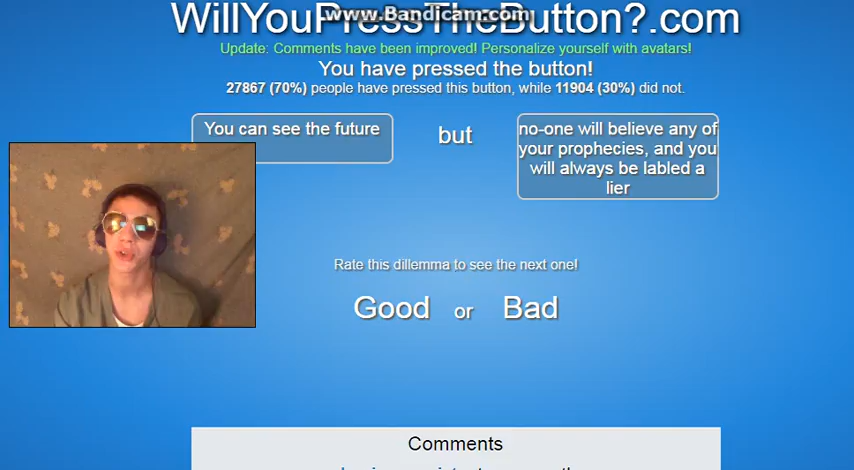 www.Bandicam.com
WillYouPressTheButton?.com
Update: Comments have been improved! Personalize yourself with avatars!
You have pressed the button!
27867 (70%) people have pressed this button, while 11904 (30%) did not.
You can see the future
but
no-one will believe any of
your prophecies, and you
will always be labled a
lier
Rate this dillemma to see the next one!
Good or Bad
Comments